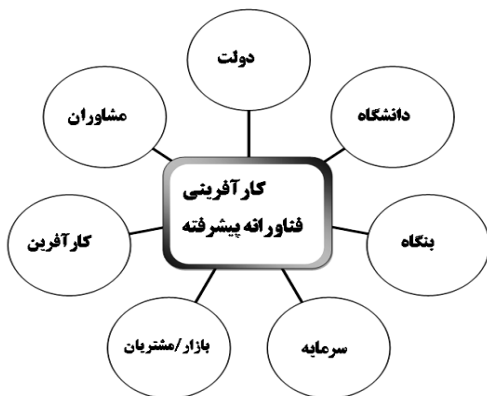 دولت
مشاوران
دانشگاه
کارآفرینی
فناورانه پیشرفته
کارآفرین
بنگاه
بازار/مشتریان
سرمایه